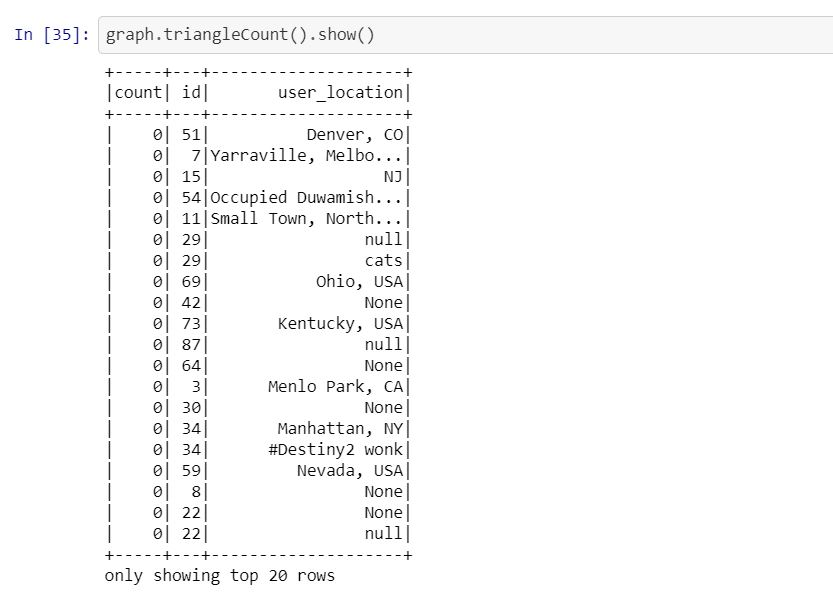 In [35]: graph.triangleCount().show()
+-----+---+--------------------+
|count| id|       user_location|
+-----+---+--------------------+
|    0| 51|          Denver, CO|
|    0|  7|Yarraville, Melbo...|
|    0| 15|                  NJ|
|    0| 54|Occupied Duwamish...|
|    0| 11|Small Town, North...|
|    0| 29|                null|
|    0| 29|                cats|
|    0| 69|           Ohio, USA|
|    0| 42|                None|
|    0| 73|       Kentucky, USA|
|    0| 87|                null|
|    0| 64|                None|
|    0|  3|      Menlo Park, CA|
|    0| 30|                None|
|    0| 34|       Manhattan, NY|
|    0| 34|      #Destiny2 wonk|
|    0| 59|         Nevada, USA|
|    0|  8|                None|
|    0| 22|                None|
|    0| 22|                null|
+-----+---+--------------------+
only showing top 20 rows